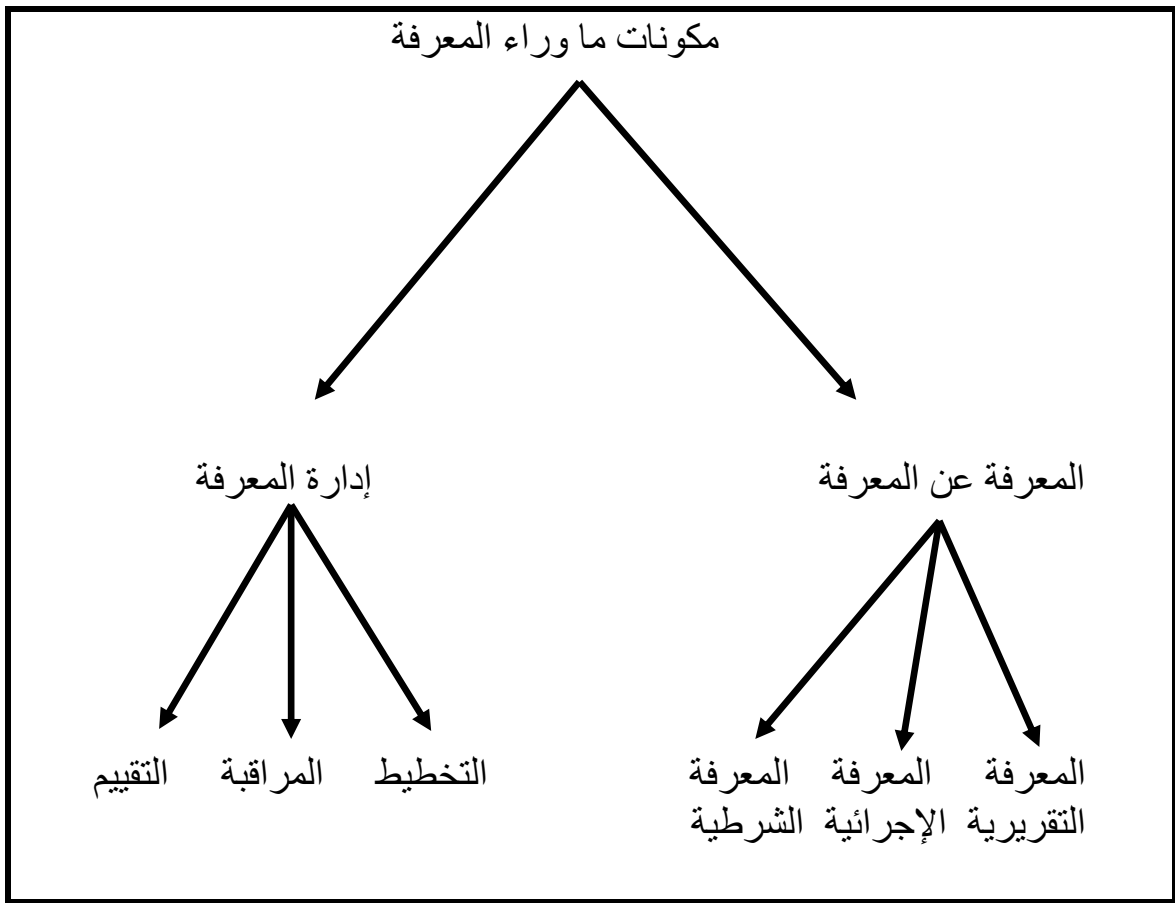 مكونات ما وراء المعرفة
المعرفة عن المعرفة
إدارة المعرفة
المعرفة التقريرية
المعرفة الإجرائية
المعرفة الشرطية
التخطيط
المراقبة
التقييم